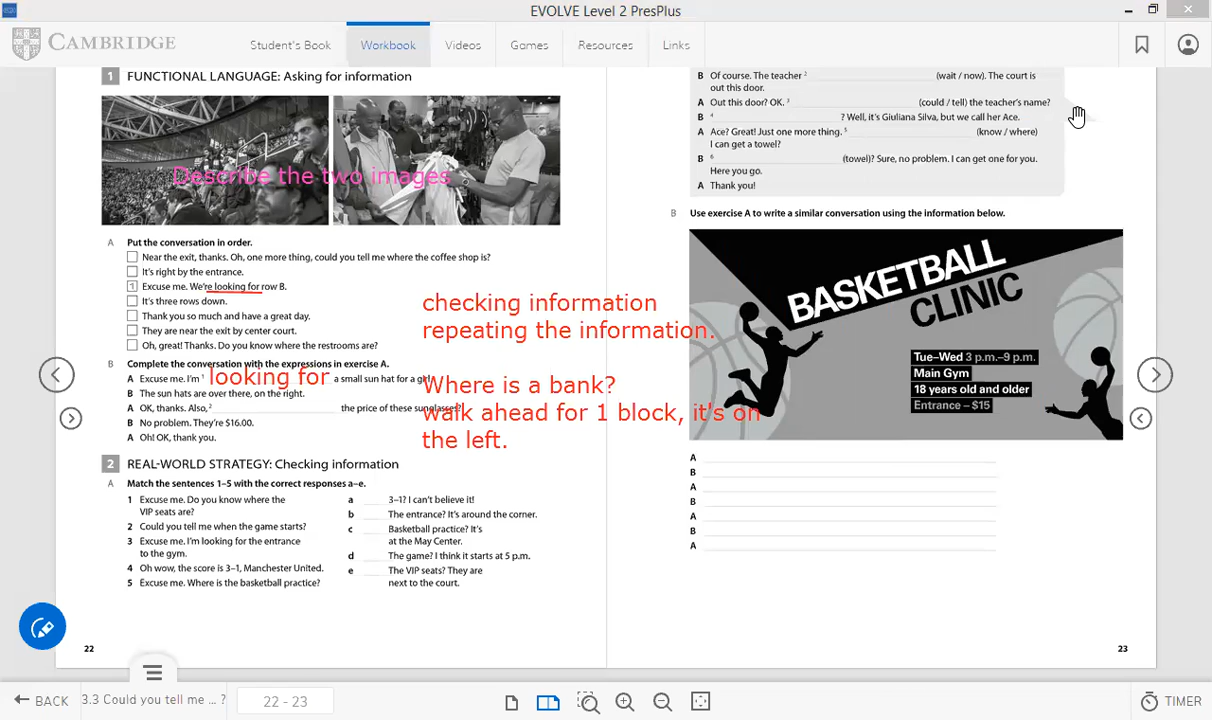 EVOLVE Level 2 PresPlus
CAMBRIDGE
Student's Book
Workbook
Videos
Games
Resources
Links
1 FUNCTIONAL LANGUAGE: Asking for information
Describe the two images
A Put the conversation in order.
Near the exit, thanks. Oh, one more thing, could you tell me where the coffee shop is?
It's right by the entrance.
1 Excuse me. We're looking for row B.
It's three rows down.
Thank you so much and have a great day.
They are near the exit by center court.
Oh, great! Thanks. Do you know where the restrooms are?
checking information
repeating the information.
Where is a bank?
walk ahead for 1 block, it's on
the left.
B Complete the conversation with the expressions in exercise A.
A Excuse me. I'm 1 looking for a small sun hat for a girl
B The sun hats are over there, on the right.
A OK, thanks. Also, 2 the price of these sunglasses?
B No problem. They're $16.00.
A Oh! OK, thank you.
2 REAL-WORLD STRATEGY: Checking information
A Match the sentences 1–5 with the correct responses a–e.
1 Excuse me. Do you know where the
VIP seats are?
2 Could you tell me when the game starts?
3 Excuse me. I'm looking for the entrance
to the gym.
4 Oh wow, the score is 3–1, Manchester United.
5 Excuse me. Where is the basketball practice?
a 3–1? I can't believe it!
b The entrance? It's around the corner.
c Basketball practice? It's
at the May Center.
d The game? I think it starts at 5 p.m.
e The VIP seats? They are
next to the court.
22
B Of course. The teacher 2 (wait / now). The court is
out this door.
A Out this door? OK. 3 (could / tell) the teacher's name?
B 4 ? Well, it's Giuliana Silva, but we call her Ace.
A Ace? Great! Just one more thing. 5 (know / where)
I can get a towel?
B 6 (towel)? Sure, no problem. I can get one for you.
Here you go.
A Thank you!
B Use exercise A to write a similar conversation using the information below.
BASKETBALL
CLINIC
Tue–Wed 3 p.m.–9 p.m.
Main Gym
18 years old and older
Entrance – $15
A
B
A
B
A
B
A
23
BACK
3.3 Could you tell me ... ?
22 - 23
TIMER